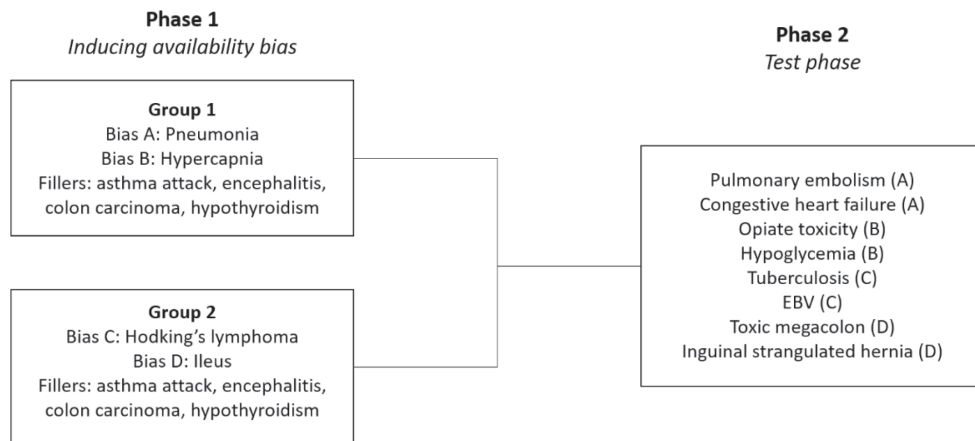 Phase 1
Inducing availability bias
Group 1
Bias A: Pneumonia
Bias B: Hypercapnia
Fillers: asthma attack, encephalitis,
colon carcinoma, hypothyroidism
Group 2
Bias C: Hodking's lymphoma
Bias D: Ileus
Fillers: asthma attack, encephalitis,
colon carcinoma, hypothyroidism
Phase 2
Test phase
Pulmonary embolism (A)
Congestive heart failure (A)
Opiate toxicity (B)
Hypoglycemia (B)
Tuberculosis (C)
EBV (C)
Toxic megacolon (D)
Inguinal strangulated hernia (D)